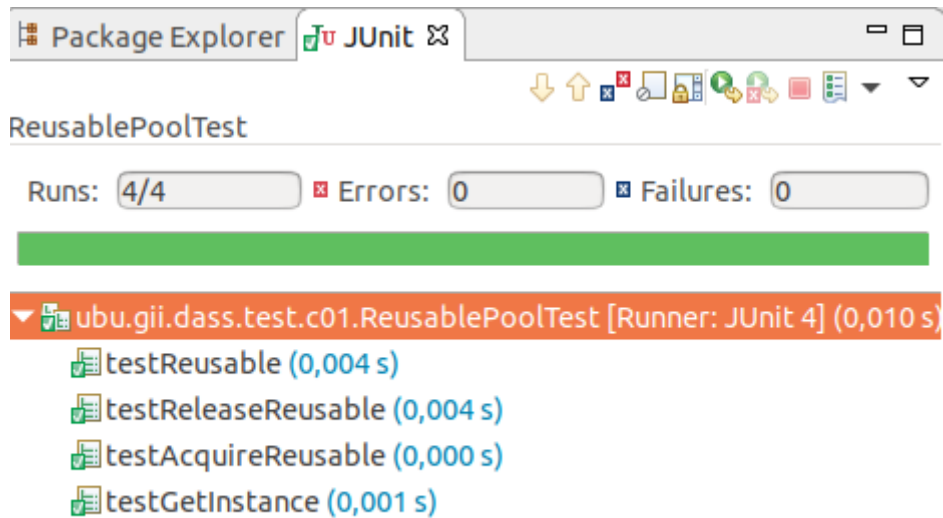 Package Explorer JUnit
ReusablePoolTest
Runs: 4/4 Errors: 0 Failures: 0
ubu.gii.dass.test.c01.ReusablePoolTest [Runner: JUnit 4] (0,010 s)
testReusable (0,004 s)
testReleaseReusable (0,004 s)
testAcquireReusable (0,000 s)
testGetInstance (0,001 s)